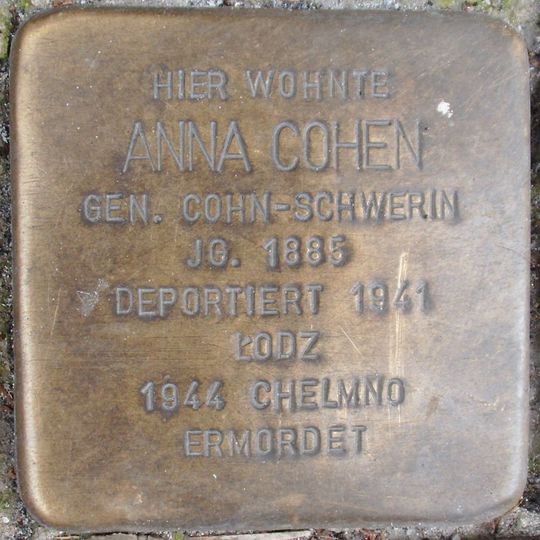 HIER WOHNTE
ANNA COHEN
GEN. COHN-SCHWERIN
JG. 1885
DEPORTIERT 1941
ŁODZ
1944 CHELMNO
ERMORDET